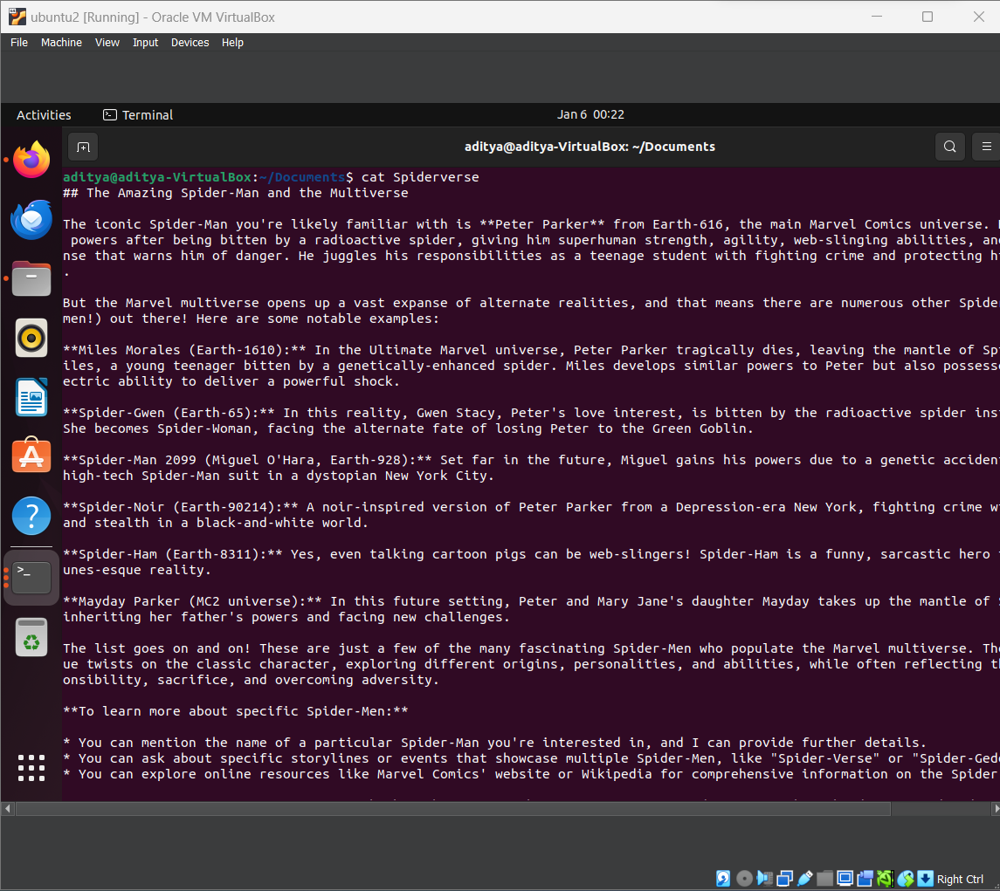 ubuntu2 [Running] - Oracle VM VirtualBox
File Machine View Input Devices Help
Activities Terminal Jan 6 00:22
aditya@aditya-VirtualBox: ~/Documents
aditya@aditya-VirtualBox:~/Documents$ cat Spiderverse
## The Amazing Spider-Man and the Multiverse
The iconic Spider-Man you're likely familiar with is **Peter Parker** from Earth-616, the main Marvel Comics universe.
powers after being bitten by a radioactive spider, giving him superhuman strength, agility, web-slinging abilities, an
nse that warns him of danger. He juggles his responsibilities as a teenage student with fighting crime and protecting h
.
But the Marvel multiverse opens up a vast expanse of alternate realities, and that means there are numerous other Spide
men!) out there! Here are some notable examples:
**Miles Morales (Earth-1610):** In the Ultimate Marvel universe, Peter Parker tragically dies, leaving the mantle of Sp
iles, a young teenager bitten by a genetically-enhanced spider. Miles develops similar powers to Peter but also possess
ectric ability to deliver a powerful shock.
**Spider-Gwen (Earth-65):** In this reality, Gwen Stacy, Peter's love interest, is bitten by the radioactive spider ins
She becomes Spider-Woman, facing the alternate fate of losing Peter to the Green Goblin.
**Spider-Man 2099 (Miguel O'Hara, Earth-928):** Set far in the future, Miguel gains his powers due to a genetic acciden
high-tech Spider-Man suit in a dystopian New York City.
**Spider-Noir (Earth-90214):** A noir-inspired version of Peter Parker from a Depression-era New York, fighting crime w
and stealth in a black-and-white world.
**Spider-Ham (Earth-8311):** Yes, even talking cartoon pigs can be web-slingers! Spider-Ham is a funny, sarcastic hero
unes-esque reality.
**Mayday Parker (MC2 universe):** In this future setting, Peter and Mary Jane's daughter Mayday takes up the mantle of
inheriting her father's powers and facing new challenges.
The list goes on and on! These are just a few of the many fascinating Spider-Men who populate the Marvel multiverse. The
ue twists on the classic character, exploring different origins, personalities, and abilities, while often reflecting th
onsibility, sacrifice, and overcoming adversity.
**To learn more about specific Spider-Men:**
* You can mention the name of a particular Spider-Man you're interested in, and I can provide further details.
* You can ask about specific storylines or events that showcase multiple Spider-Men, like "Spider-Verse" or "Spider-Ged
* You can explore online resources like Marvel Comics' website or Wikipedia for comprehensive information on the Spider
Right Ctrl